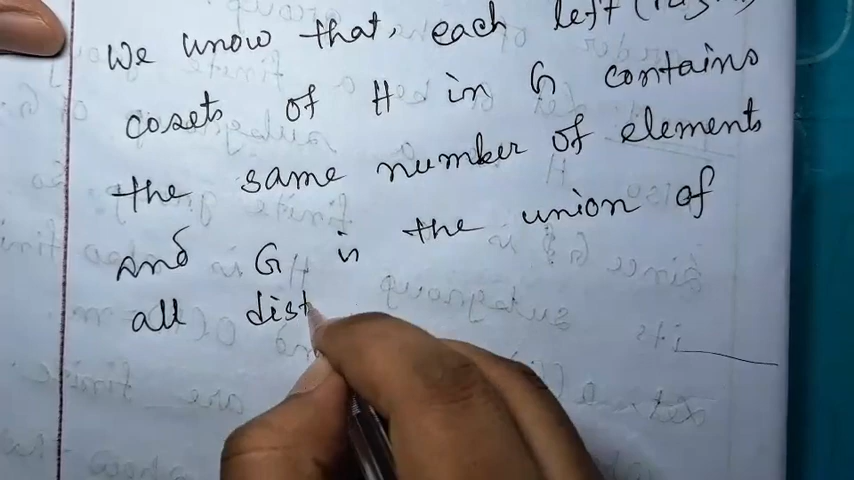 We know that, each left (right)
cosets of H in G contains
the same number of elements
and G is the union of
all dist